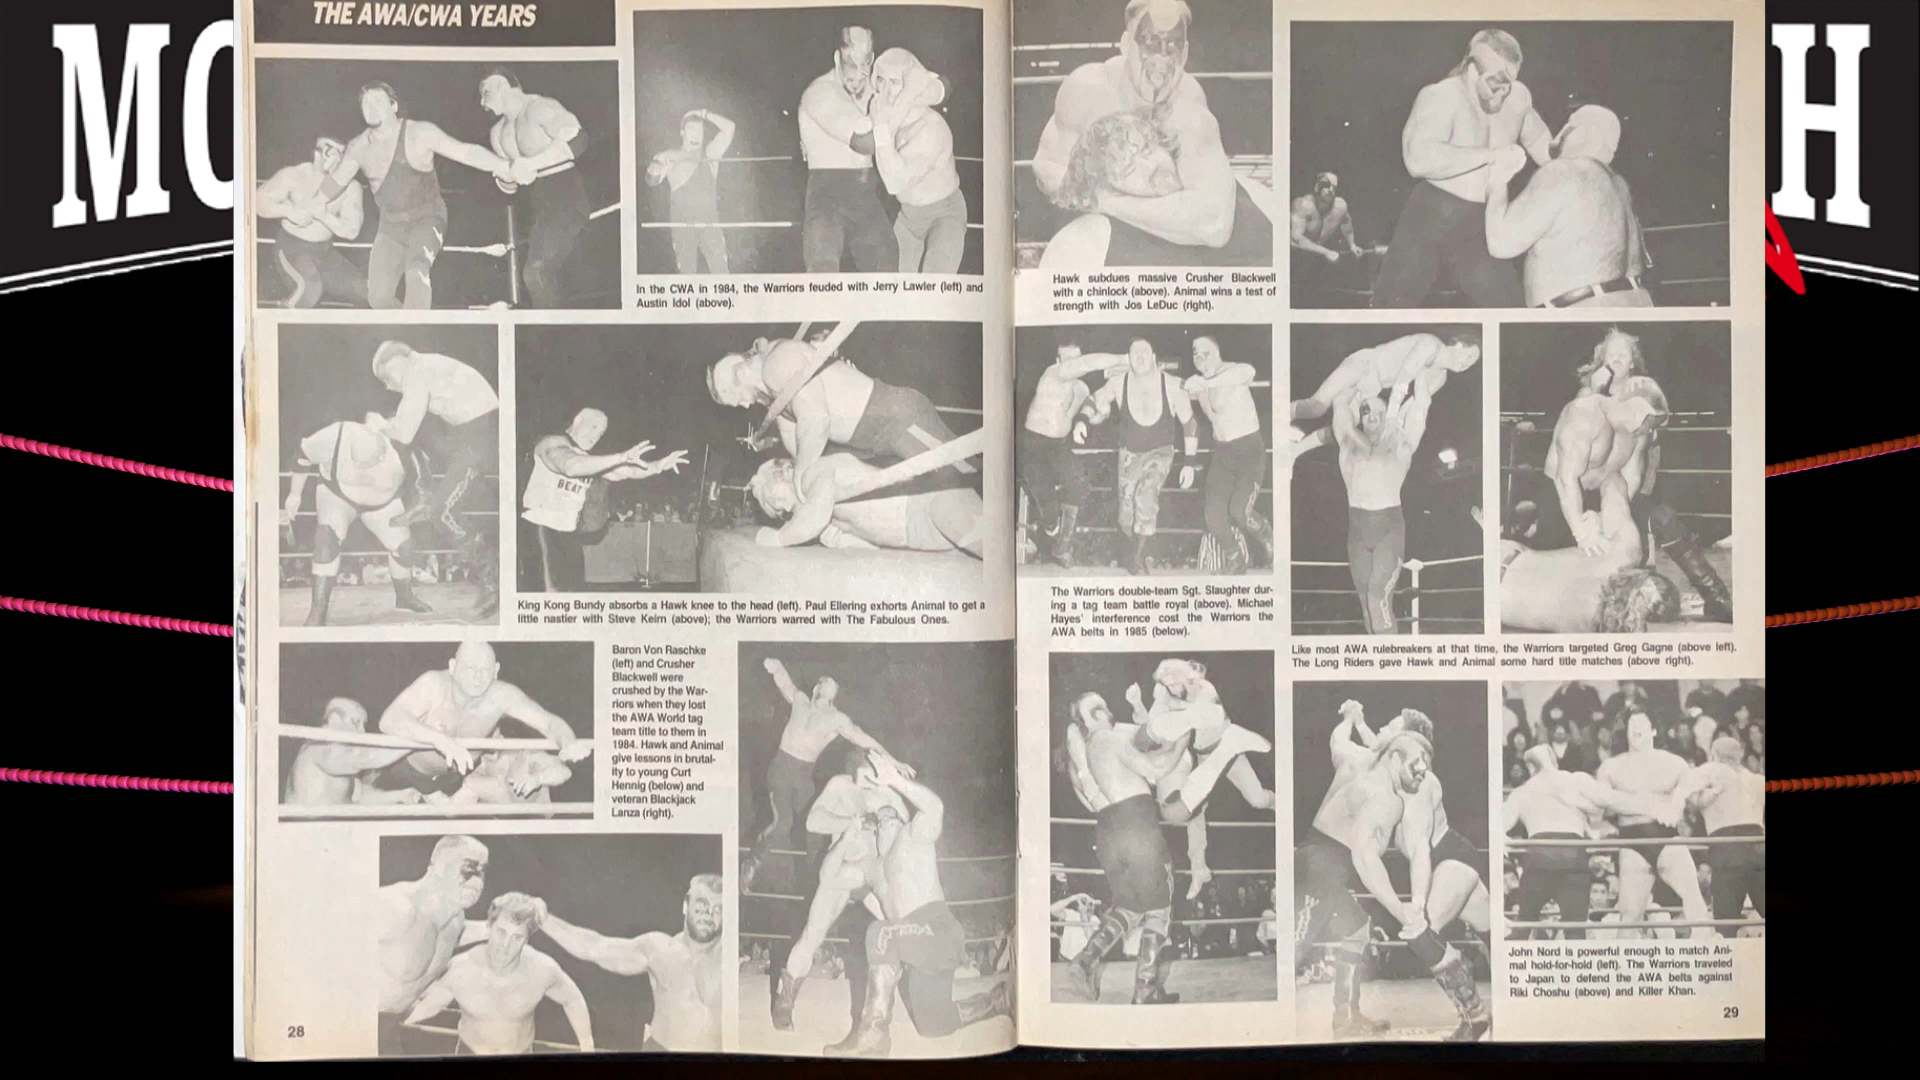 MO
H
THE AWA/CWA YEARS
In the CWA in 1984, the Warriors feuded with Jerry Lawler (left) and
Austin Idol (above).
BEAT
King Kong Bundy absorbs a Hawk knee to the head (left). Paul Ellering exhorts Animal to get a
little nastier with Steve Keirn (above); the Warriors warred with The Fabulous Ones.
Baron Von Raschke
(left) and Crusher
Blackwell were
crushed by the War-
riors when they lost
the AWA World tag
team title to them in
1984. Hawk and Animal
give lessons in brutal-
ity to young Curt
Hennig (below) and
veteran Blackjack
Lanza (right).
28
Hawk subdues massive Crusher Blackwell
with a chinlock (above). Animal wins a test of
strength with Jos LeDuc (right).
The Warriors double-team Sgt. Slaughter dur-
ing a tag team battle royal (above). Michael
Hayes' interference cost the Warriors the
AWA belts in 1985 (below).
Like most AWA rulebreakers at that time, the Warriors targeted Greg Gagne (above left).
The Long Riders gave Hawk and Animal some hard title matches (above right).
John Nord is powerful enough to match Ani-
mal hold-for-hold (left). The Warriors traveled
to Japan to defend the AWA belts against
Riki Choshu (above) and Killer Khan.
29